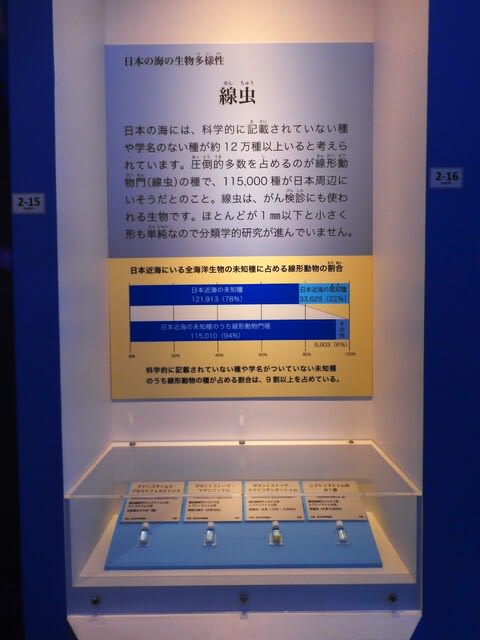 日本の海の生物多様性
線虫
日本の海には、科学的に記載されていない種
や学名のない種が約12万種以上いると考えら
れています。圧倒的多数を占めるのが線形動
物門(線虫)の種で、115,000種が日本周辺に
いそうだとのこと。線虫は、がん検診にも使わ
れる生物です。ほとんどが1㎜以下と小さく
形も単純なので分類学的研究が進んでいません。
2-15
2-16
日本近海にいる全海洋生物の未知種に占める線形動物の割合
日本近海の未知種
121,913 (78%)
日本近海の既知種
33,629 (22%)
日本近海の未知種のうち線形動物門種
115,010 (94%)
その他
6,903 (6%)
0% 20% 40% 60% 80% 100%
科学的に記載されていない種や学名がついていない未知種
のうち線形動物の種が占める割合は、9割以上を占めている。